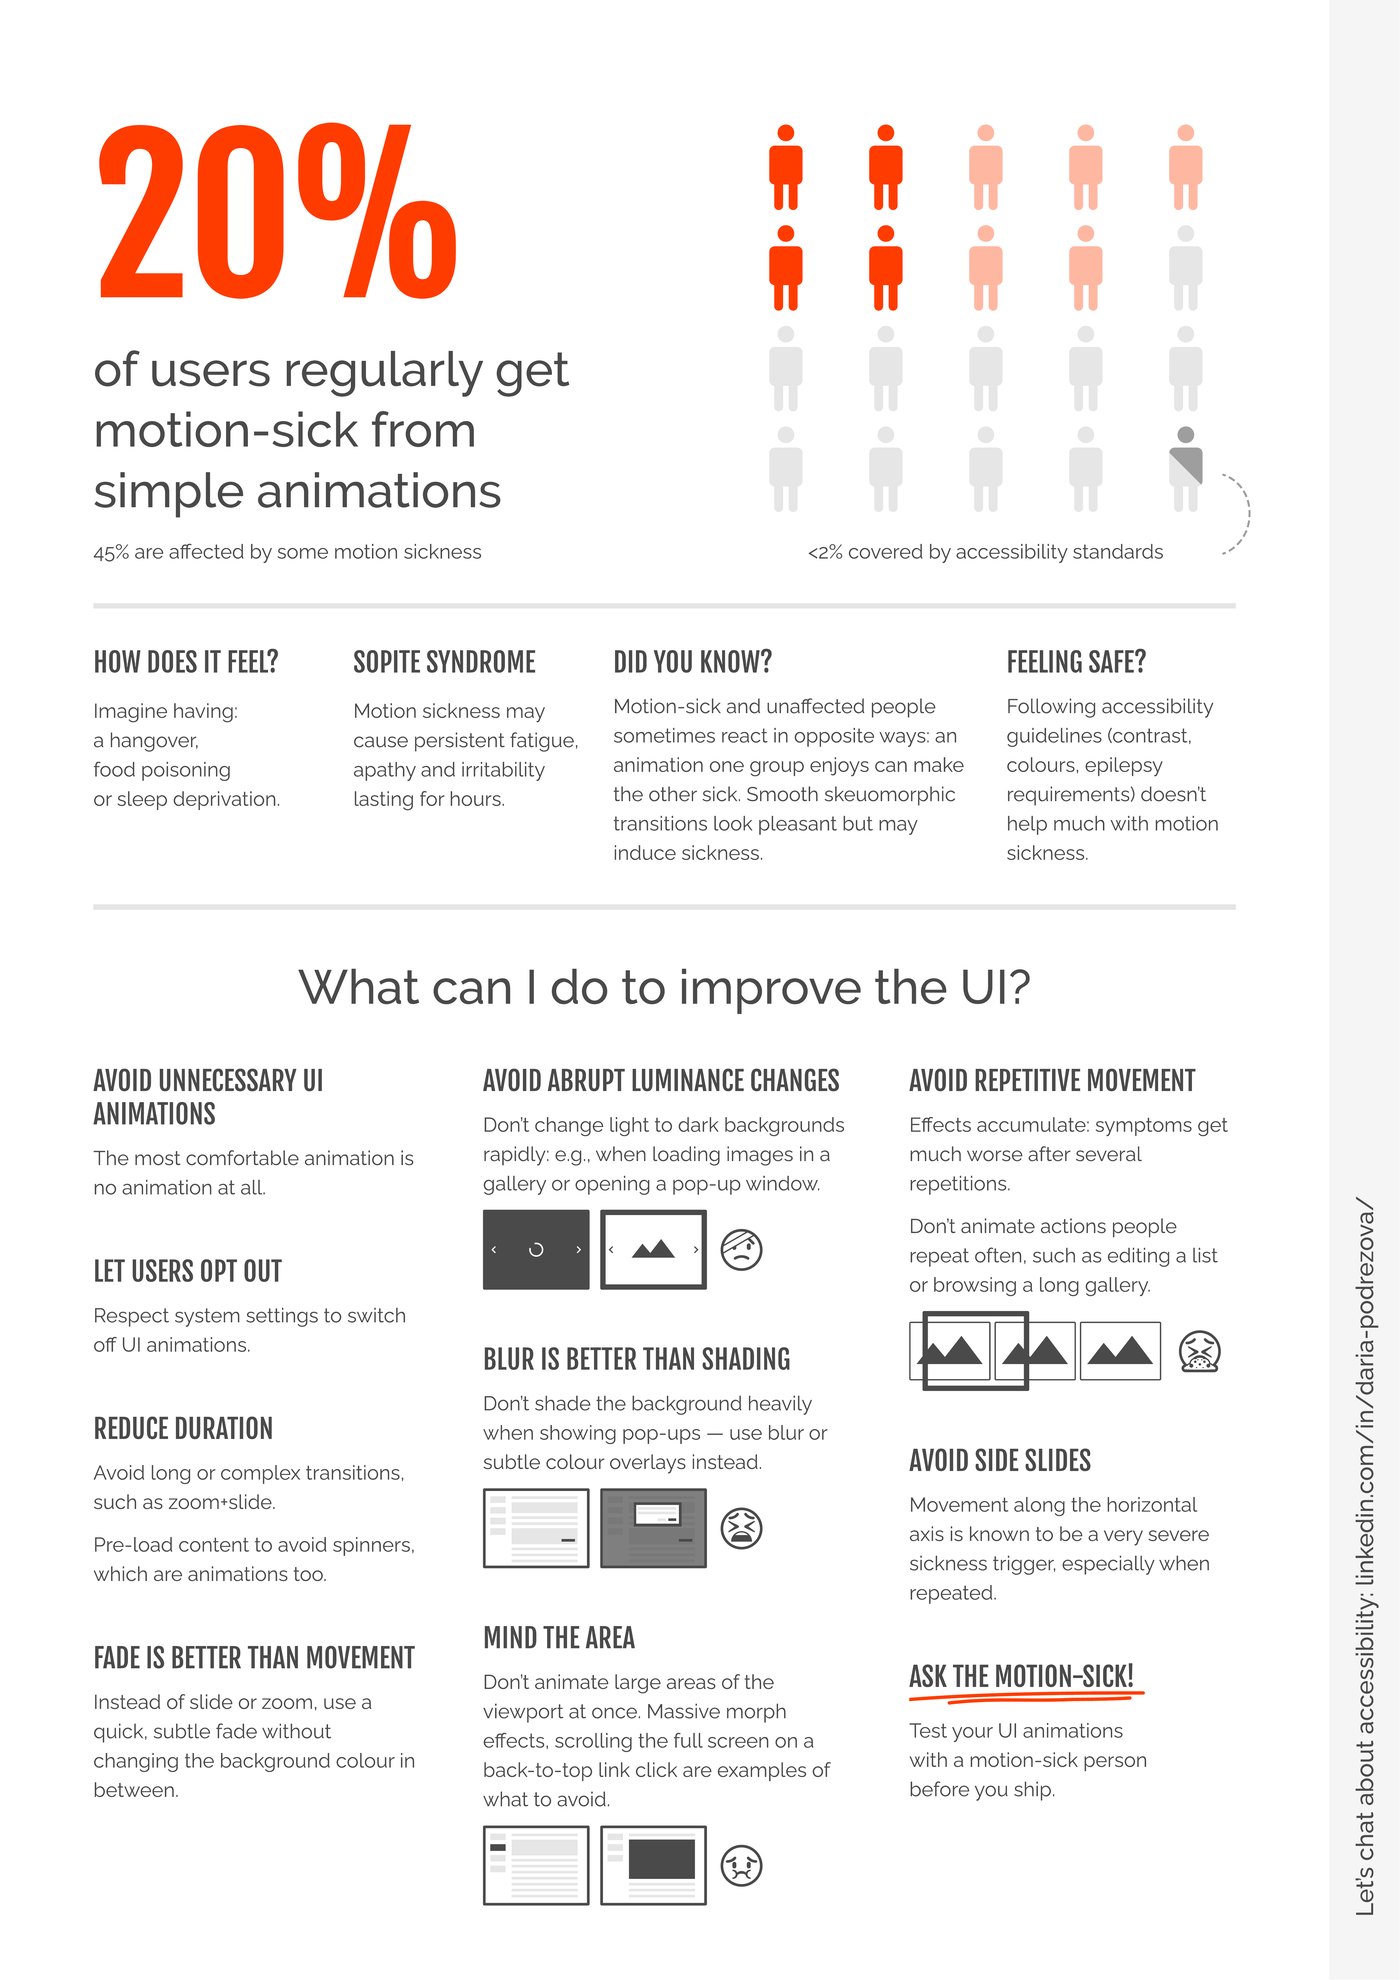 20%
of users regularly get
motion-sick from
simple animations
45% are affected by some motion sickness
<2% covered by accessibility standards
HOW DOES IT FEEL?
Imagine having:
a hangover,
food poisoning
or sleep deprivation.
SOPITE SYNDROME
Motion sickness may
cause persistent fatigue,
apathy and irritability
lasting for hours.
DID YOU KNOW?
Motion-sick and unaffected people
sometimes react in opposite ways: an
animation one group enjoys can make
the other sick. Smooth skeuomorphic
transitions look pleasant but may
induce sickness.
FEELING SAFE?
Following accessibility
guidelines (contrast,
colours, epilepsy
requirements) doesn't
help much with motion
sickness.
What can I do to improve the UI?
AVOID UNNECESSARY UI
ANIMATIONS
The most comfortable animation is
no animation at all.
LET USERS OPT OUT
Respect system settings to switch
off UI animations.
REDUCE DURATION
Avoid long or complex transitions,
such as zoom+slide.
Pre-load content to avoid spinners,
which are animations too.
FADE IS BETTER THAN MOVEMENT
Instead of slide or zoom, use a
quick, subtle fade without
changing the background colour in
between.
AVOID ABRUPT LUMINANCE CHANGES
Don't change light to dark backgrounds
rapidly: e.g., when loading images in a
gallery or opening a pop-up window.
BLUR IS BETTER THAN SHADING
Don't shade the background heavily
when showing pop-ups — use blur or
subtle colour overlays instead.
MIND THE AREA
Don't animate large areas of the
viewport at once. Massive morph
effects, scrolling the full screen on a
back-to-top link click are examples of
what to avoid.
AVOID REPETITIVE MOVEMENT
Effects accumulate: symptoms get
much worse after several
repetitions.
Don't animate actions people
repeat often, such as editing a list
or browsing a long gallery.
AVOID SIDE SLIDES
Movement along the horizontal
axis is known to be a very severe
sickness trigger, especially when
repeated.
ASK THE MOTION-SICK!
Test your UI animations
with a motion-sick person
before you ship.
Let's chat about accessibility: linkedin.com/in/daria-podrezova/